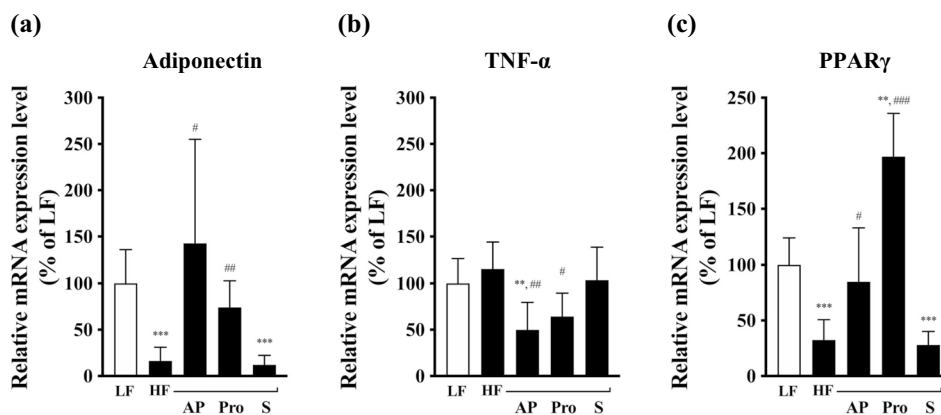 (a)
Adiponectin
Relative mRNA expression level
(% of LF)
300
250
200
150
100
50
0
#
***
##
***
LF HF
AP Pro S
(b)
TNF-α
Relative mRNA expression level
(% of LF)
300
250
200
150
100
50
0
**, ##
#
LF HF
AP Pro S
(c)
PPARγ
Relative mRNA expression level
(% of LF)
250
200
150
100
50
0
***
#
**, ###
***
LF HF
AP Pro S